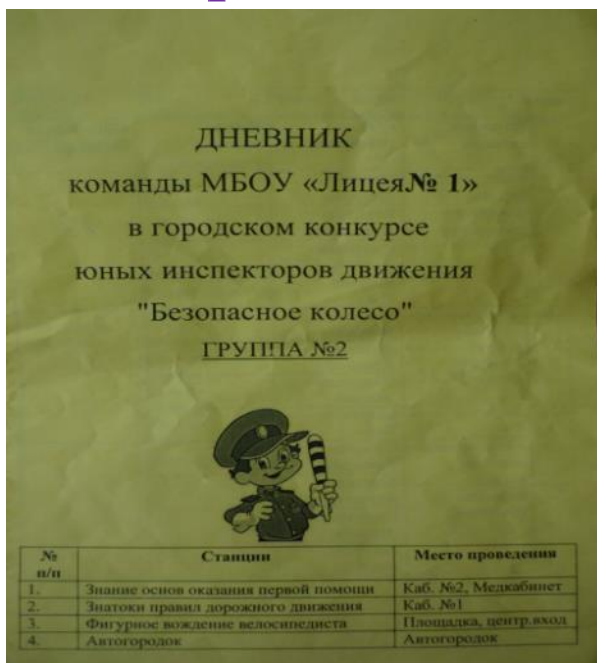 ДНЕВНИК
команды МБОУ «Лицея№ 1»
в городском конкурсе
юных инспекторов движения
"Безопасное колесо"
ГРУППА №2
№ п/п Станции Место проведения
1. Знание основ оказания первой помощи Каб. №2, Медкабинет
2. Знатоки правил дорожного движения Каб. №1
3. Фигурное вождение велосипедиста Площадка, центр.вход
4. Автогородок Автогородок